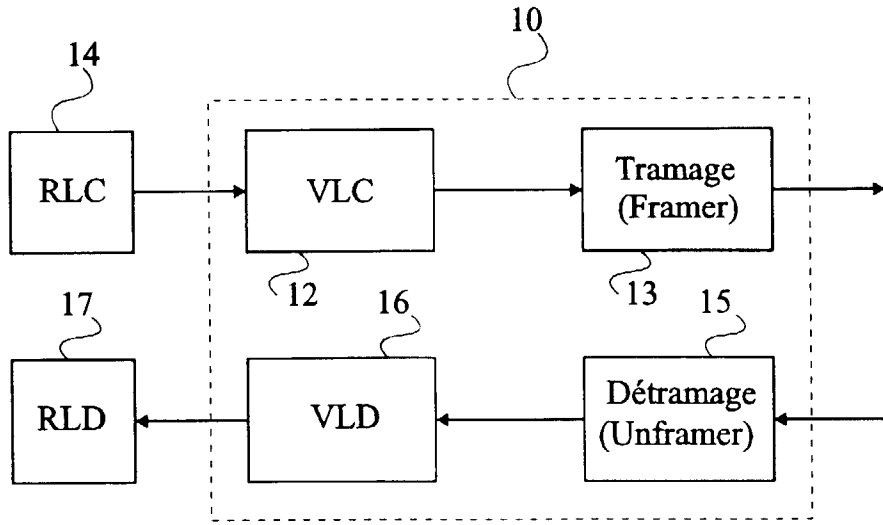 10
14
RLC
VLC
Tramage
(Framer)
12
13
17
16
15
RLD
VLD
Détramage
(Unframer)